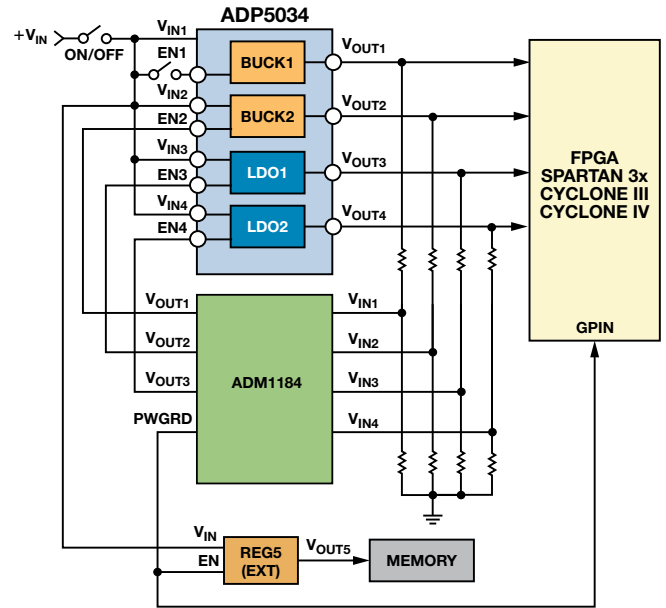 ADP5034
+VIN
ON/OFF
VIN1
EN1
VIN2
EN2
VIN3
EN3
VIN4
EN4
BUCK1
BUCK2
LDO1
LDO2
VOUT1
VOUT2
VOUT3
VOUT4
FPGA
SPARTAN 3x
CYCLONE III
CYCLONE IV
GPIN
VOUT1
VOUT2
VOUT3
PWGRD
ADM1184
VIN1
VIN2
VIN3
VIN4
VIN
EN
REG5
(EXT)
VOUT5
MEMORY